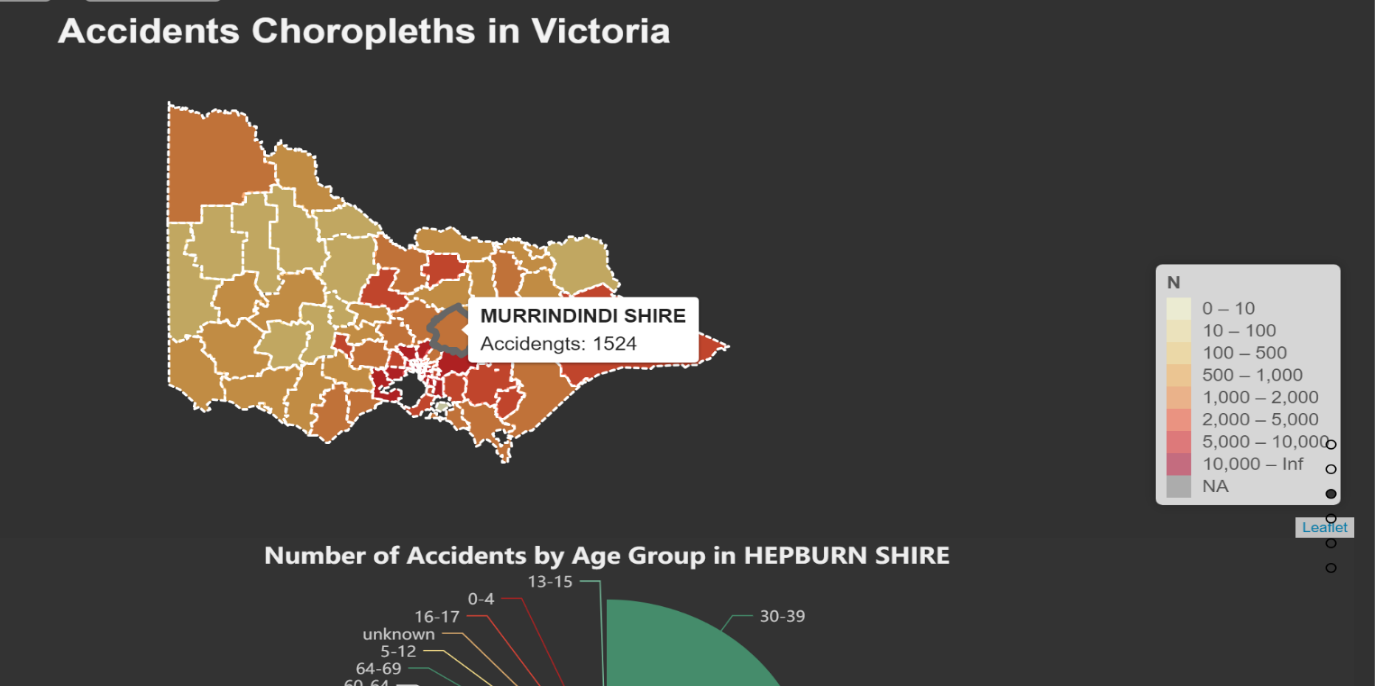 Accidents Choropleths in Victoria
MURRINDINDI SHIRE
Accidengts: 1524
N
0 – 10
10 – 100
100 – 500
500 – 1,000
1,000 – 2,000
2,000 – 5,000
5,000 – 10,000
10,000 – Inf
NA
Leaflet
Number of Accidents by Age Group in HEPBURN SHIRE
13-15
0-4
30-39
16-17
unknown
5-12
64-69
60-64